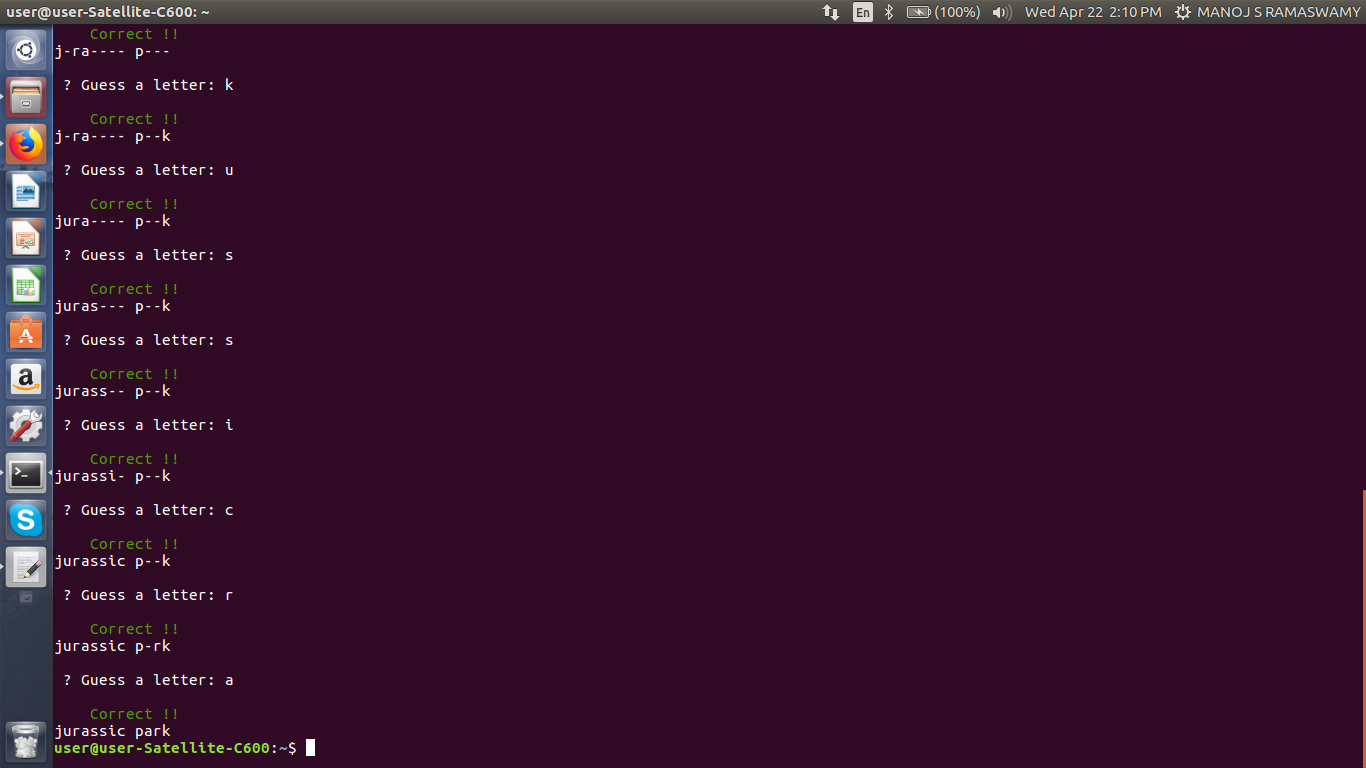 user@user-Satellite-C600: ~
En (100%) Wed Apr 22 2:10 PM MANOJ S RAMASWAMY
Correct !!
j-ra---- p---
? Guess a letter: k
Correct !!
j-ra---- p--k
? Guess a letter: u
Correct !!
jura---- p--k
? Guess a letter: s
Correct !!
juras--- p--k
? Guess a letter: s
Correct !!
jurass-- p--k
? Guess a letter: i
Correct !!
jurassi- p--k
? Guess a letter: c
Correct !!
jurassic p--k
? Guess a letter: r
Correct !!
jurassic p-rk
? Guess a letter: a
Correct !!
jurassic park
user@user-Satellite-C600:~$